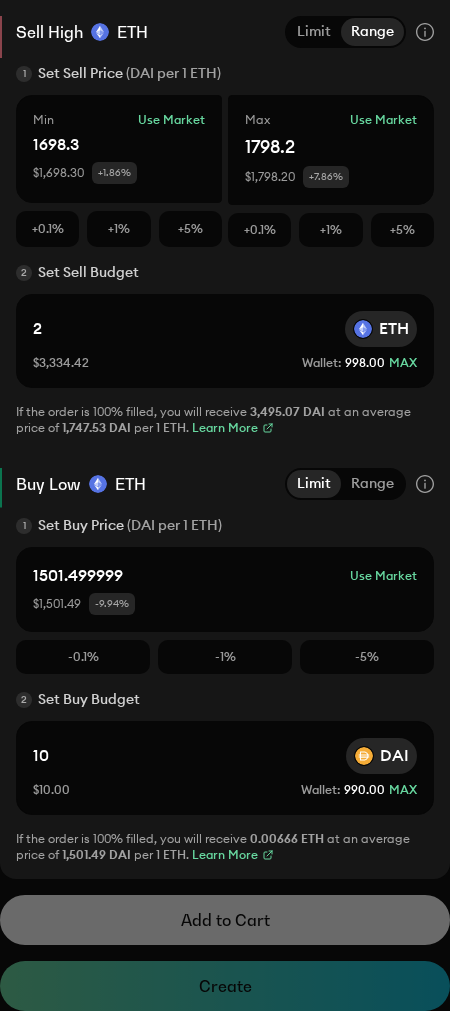 Sell High ETH Limit Range
1 Set Sell Price (DAI per 1 ETH)
Min Use Market Max Use Market
1698.3 1798.2
$1,698.30 +1.86% $1,798.20 +7.86%
+0.1% +1% +5% +0.1% +1% +5%
2 Set Sell Budget
2 ETH
$3,334.42 Wallet: 998.00 MAX
If the order is 100% filled, you will receive 3,495.07 DAI at an average
price of 1,747.53 DAI per 1 ETH. Learn More
Buy Low ETH Limit Range
1 Set Buy Price (DAI per 1 ETH)
1501.499999 Use Market
$1,501.49 -9.94%
-0.1% -1% -5%
2 Set Buy Budget
10 DAI
$10.00 Wallet: 990.00 MAX
If the order is 100% filled, you will receive 0.00666 ETH at an average
price of 1,501.49 DAI per 1 ETH. Learn More
Add to Cart
Create